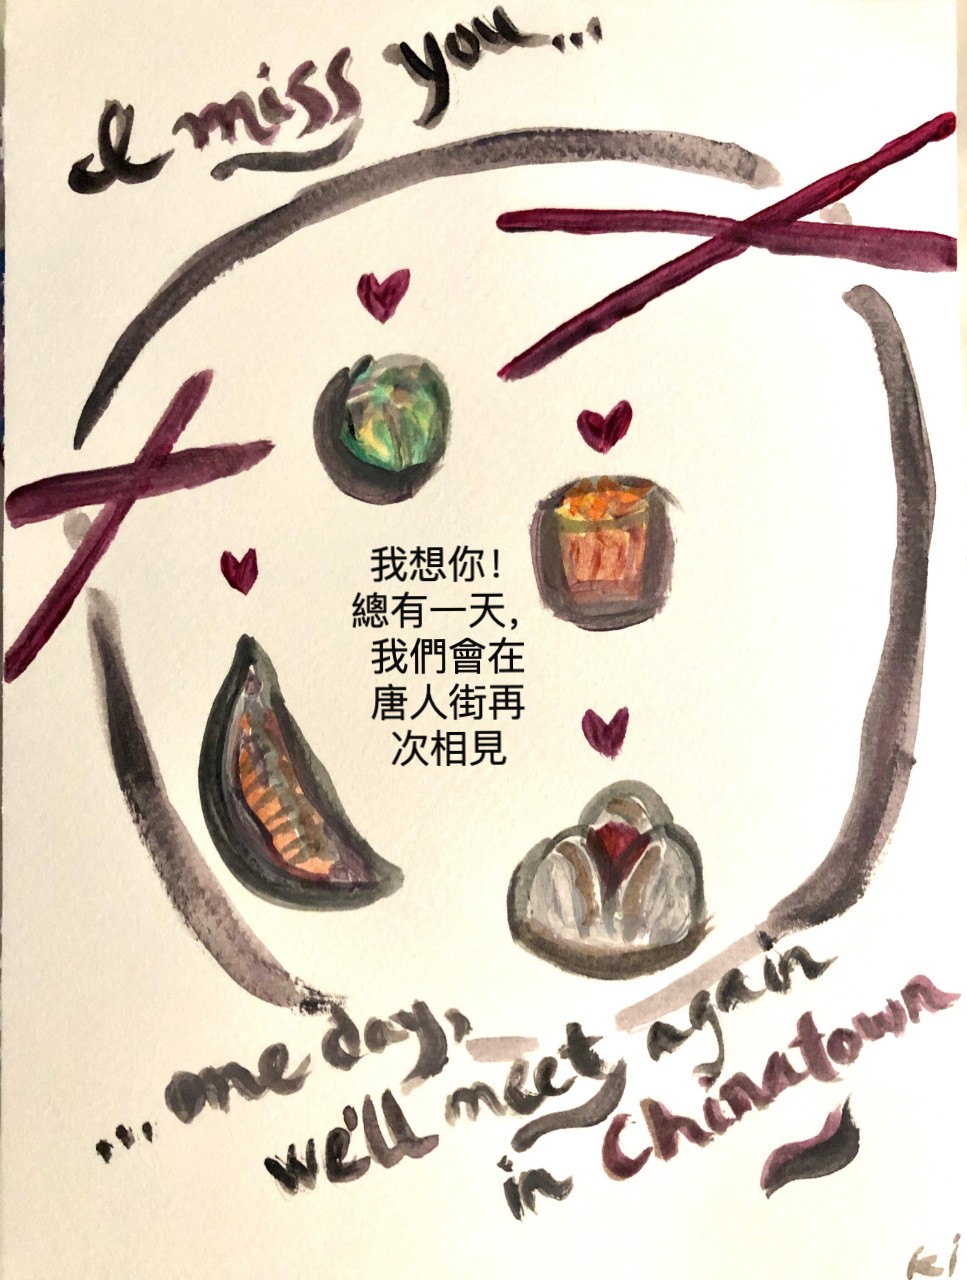 I miss you...
我想你!
總有一天,
我們會在
唐人街再
次相見
...one day,
we'll meet again
in Chinatown
ki